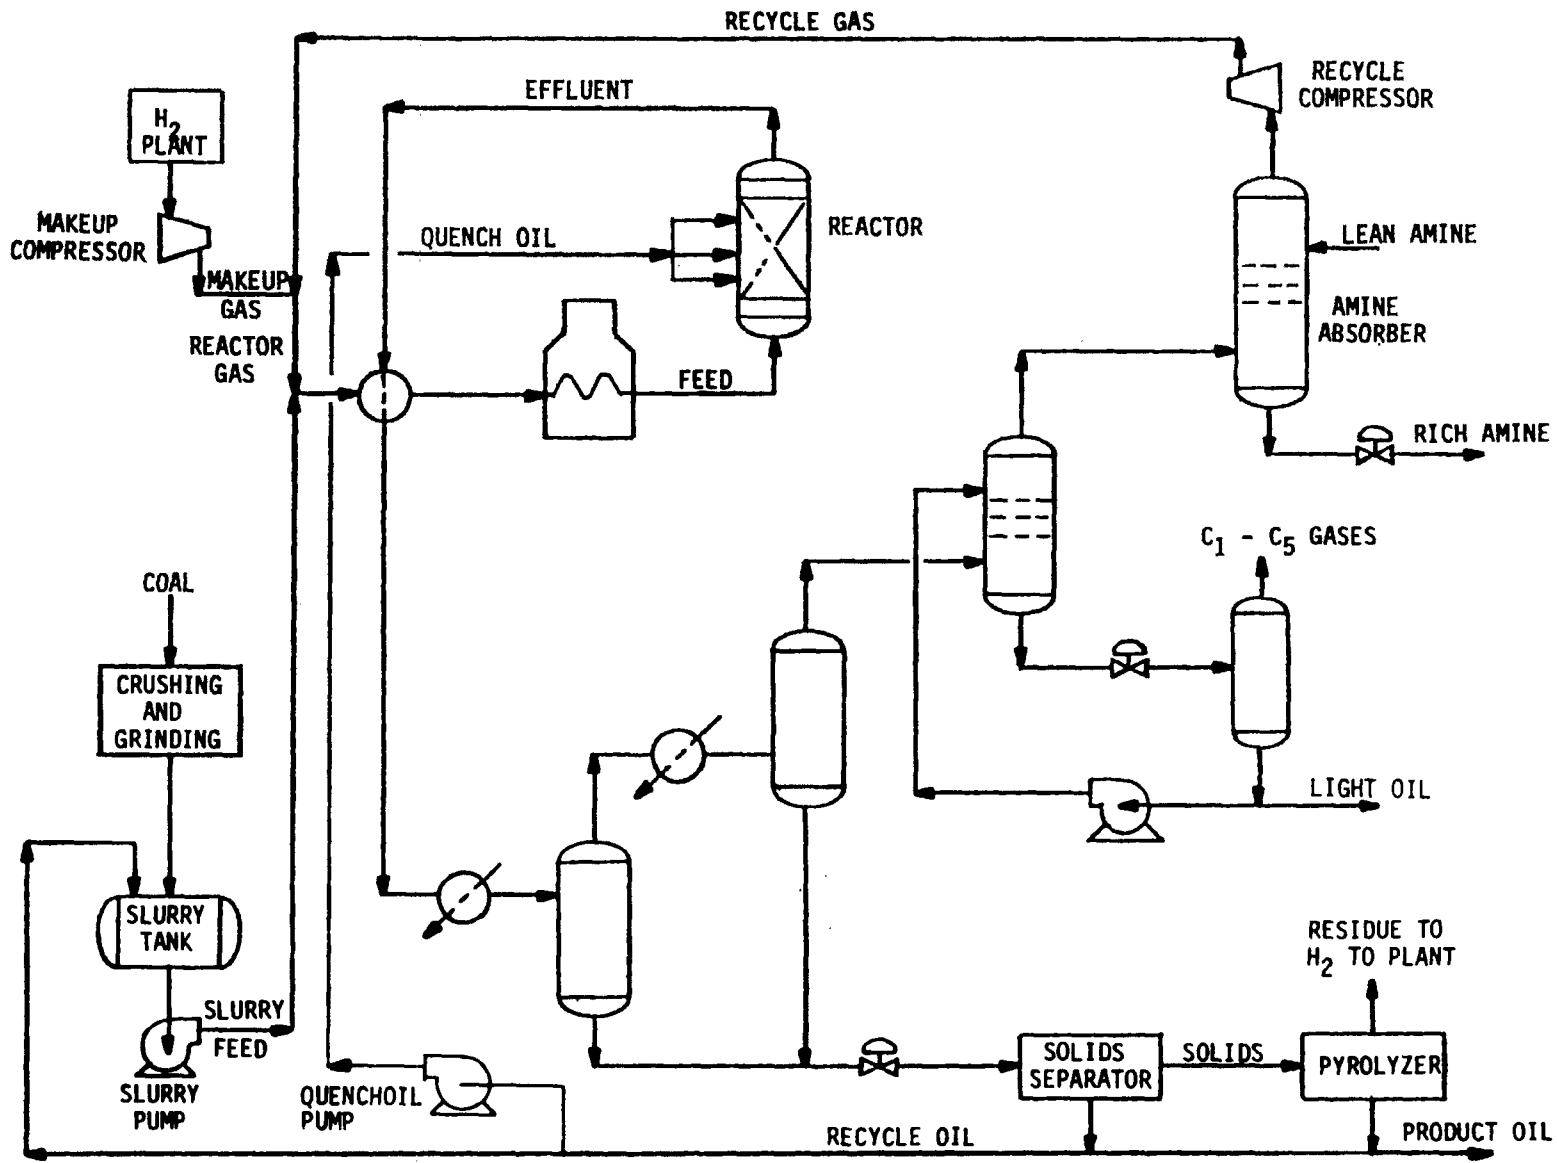 RECYCLE GAS
RECYCLE
COMPRESSOR
EFFLUENT
H2
PLANT
MAKEUP
COMPRESSOR
QUENCH OIL
REACTOR
LEAN AMINE
MAKEUP
GAS
AMINE
ABSORBER
REACTOR
GAS
FEED
RICH AMINE
C1 - C5 GASES
COAL
CRUSHING
AND
GRINDING
LIGHT OIL
SLURRY
TANK
RESIDUE TO
H2 TO PLANT
SLURRY
FEED
SOLIDS
SEPARATOR
SOLIDS
PYROLYZER
SLURRY
PUMP
QUENCHOIL
PUMP
RECYCLE OIL
PRODUCT OIL